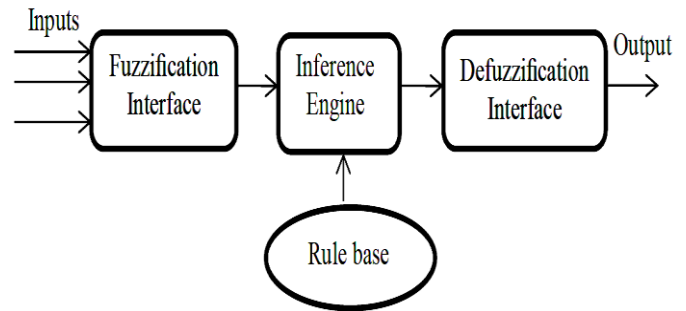 Inputs
Fuzzification
Interface
Inference
Engine
Defuzzification
Interface
Output
Rule base